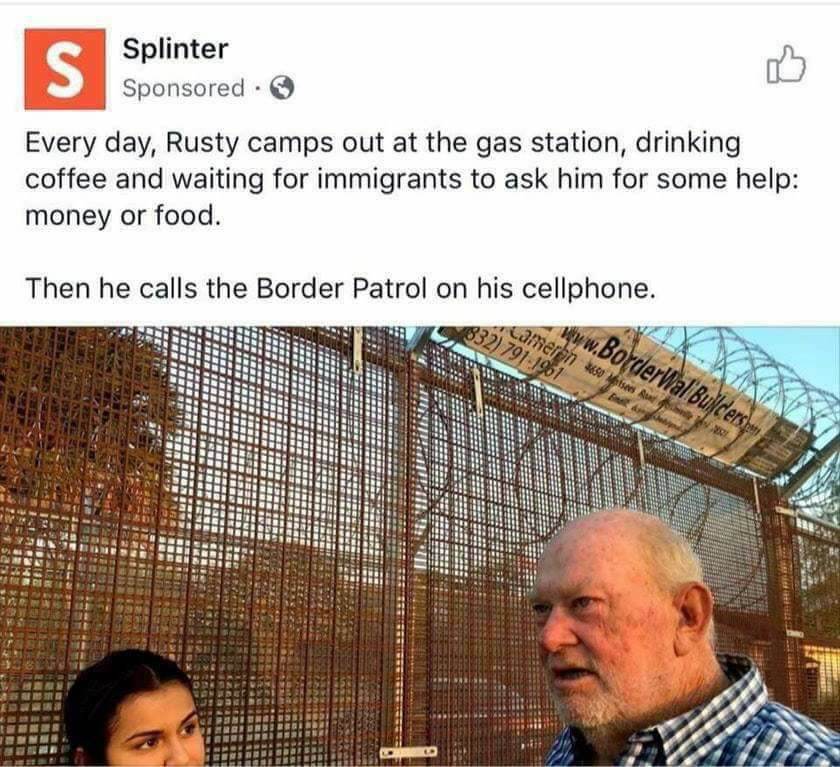 S
Splinter
Sponsored ·
Every day, Rusty camps out at the gas station, drinking
coffee and waiting for immigrants to ask him for some help:
money or food.
Then he calls the Border Patrol on his cellphone.
www.BorderWallBuilders
Cameron
832) 791-1961